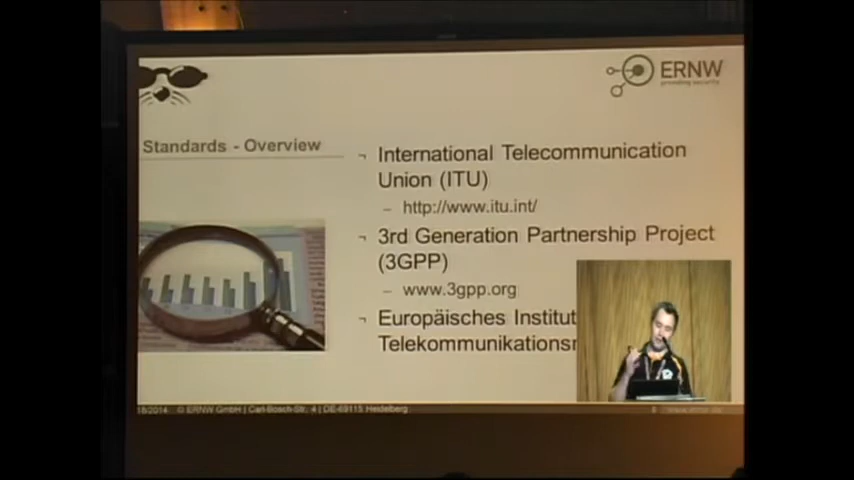 ERNW
providing security.
Standards - Overview
¬ International Telecommunication
Union (ITU)
– http://www.itu.int/
¬ 3rd Generation Partnership Project
(3GPP)
– www.3gpp.org
¬ Europäisches Institut
Telekommunikationsn
18/2014 © ERNW GmbH | Carl-Bosch-Str. 4 | DE-69115 Heidelberg